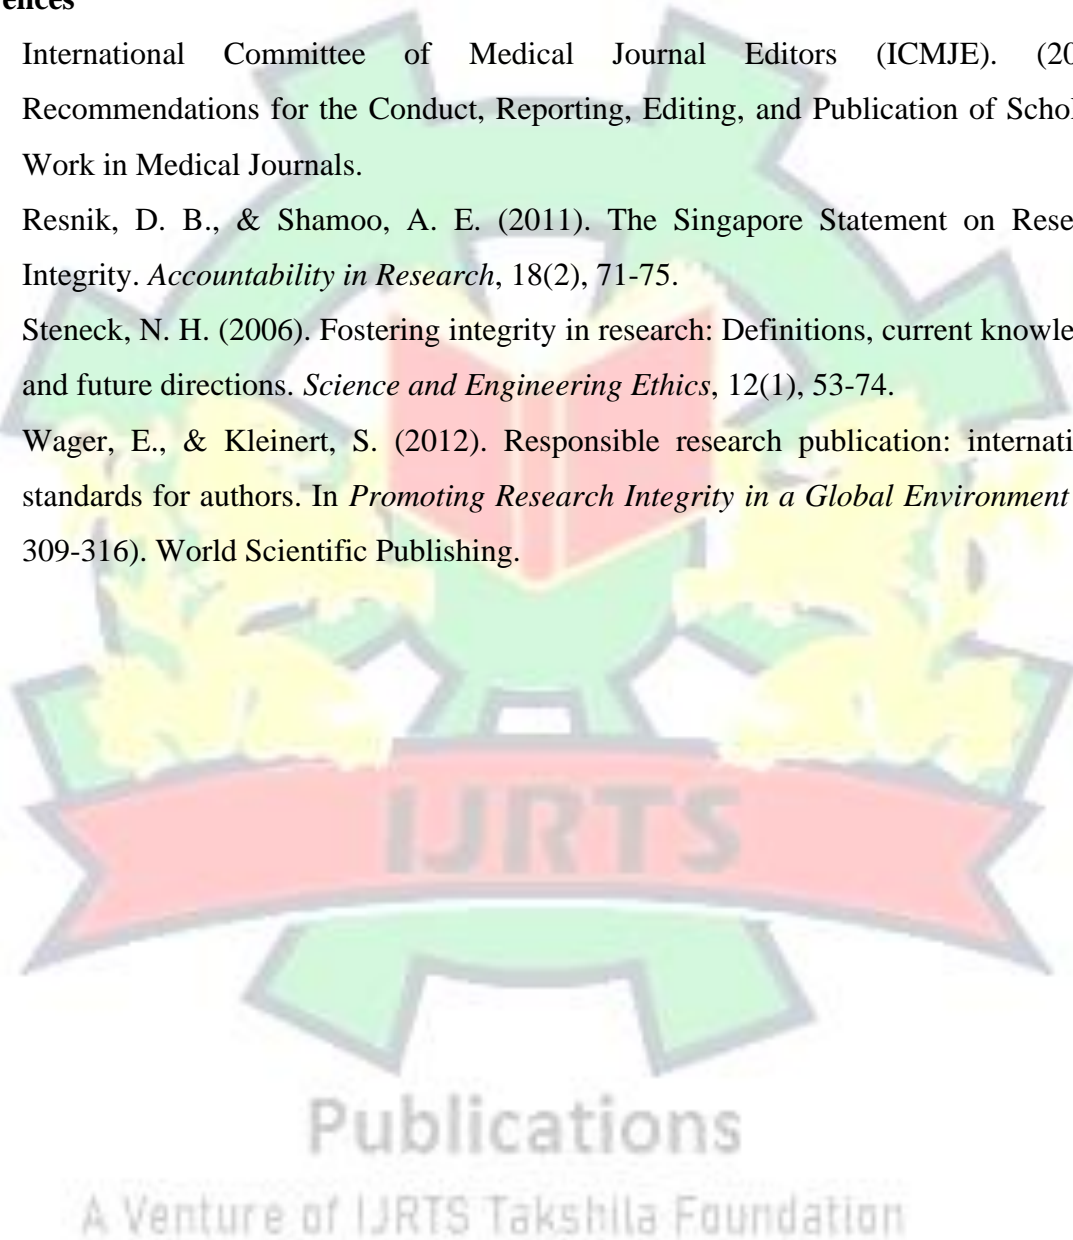 ences
International Committee of Medical Journal Editors (ICMJE). (20
Recommendations for the Conduct, Reporting, Editing, and Publication of Schol
Work in Medical Journals.
Resnik, D. B., & Shamoo, A. E. (2011). The Singapore Statement on Rese
Integrity. Accountability in Research, 18(2), 71-75.
Steneck, N. H. (2006). Fostering integrity in research: Definitions, current knowle
and future directions. Science and Engineering Ethics, 12(1), 53-74.
Wager, E., & Kleinert, S. (2012). Responsible research publication: internati
standards for authors. In Promoting Research Integrity in a Global Environment
309-316). World Scientific Publishing.
IJRTS
Publications
A Venture of IJRTS Takshila Foundation